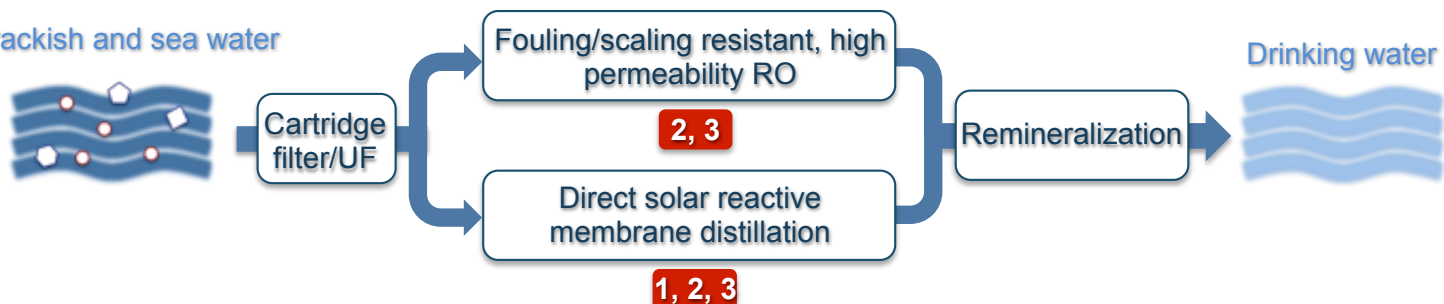 rackish and sea water
Cartridge
filter/UF
Fouling/scaling resistant, high
permeability RO
2, 3
Direct solar reactive
membrane distillation
1, 2, 3
Remineralization
Drinking water